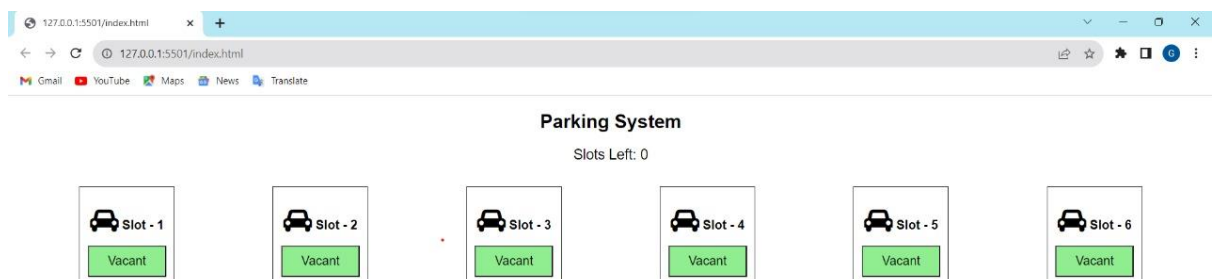 127.0.0.1:5501/index.html
127.0.0.1:5501/index.html
G
Gmail YouTube Maps News Translate
Parking System
Slots Left: 0
Slot - 1 Slot - 2 Slot - 3 Slot - 4 Slot - 5 Slot - 6
Vacant Vacant Vacant Vacant Vacant Vacant